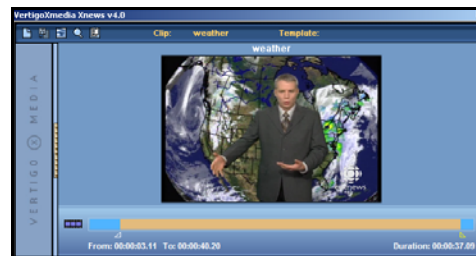 VertigoXmedia Xnews v4.0
Clip: weather Template:
weather
VERTIGO X MEDIA
From: 00:00:03.11 To: 00:00:40.20 Duration: 00:00:37.09